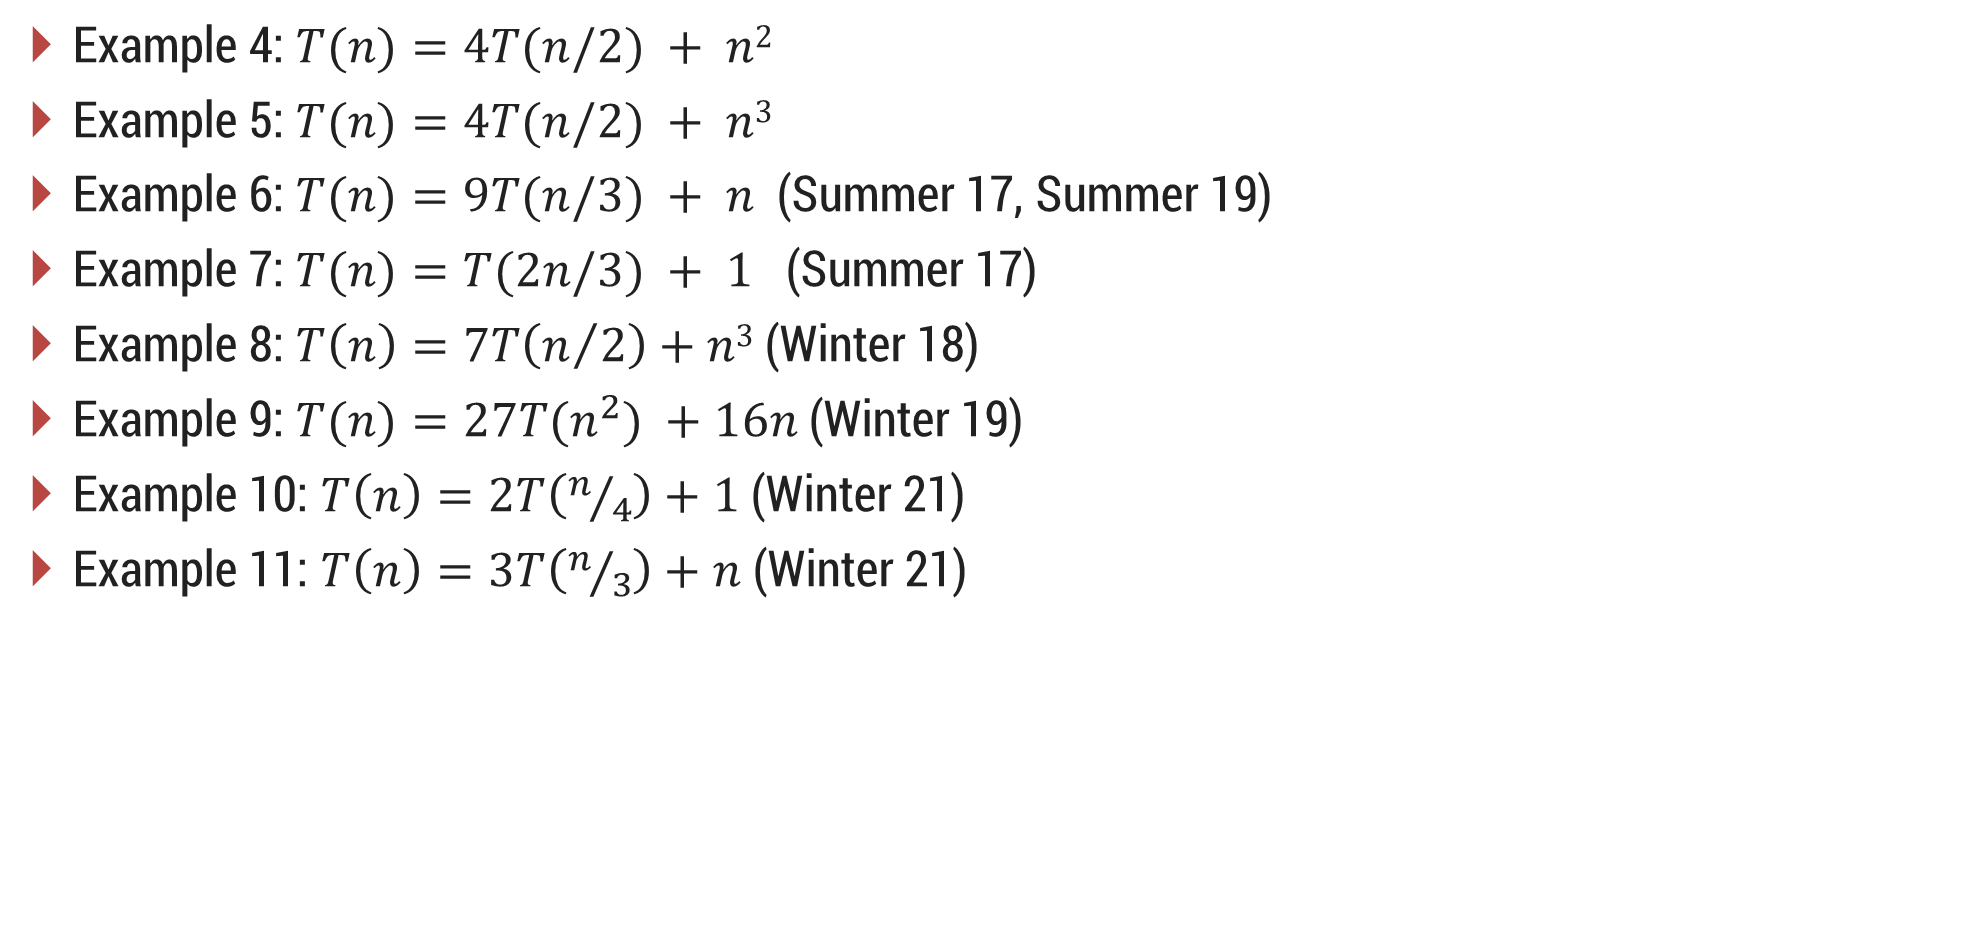 Example 4: T(n) = 4T(n/2) + n²
Example 5: T(n) = 4T(n/2) + n³
Example 6: T(n) = 9T(n/3) + n (Summer 17, Summer 19)
Example 7: T(n) = T(2n/3) + 1 (Summer 17)
Example 8: T(n) = 7T(n/2) + n³ (Winter 18)
Example 9: T(n) = 27T(n²) + 16n (Winter 19)
Example 10: T(n) = 2T(n/4) + 1 (Winter 21)
Example 11: T(n) = 3T(n/3) + n (Winter 21)